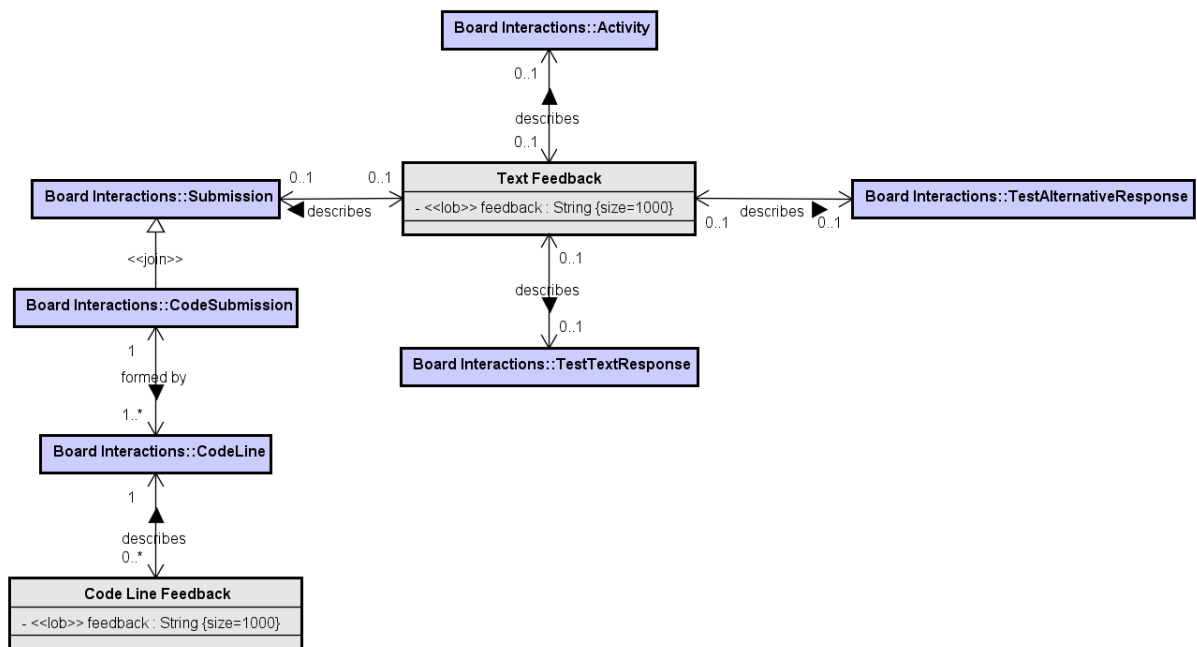 Board Interactions::Activity
0..1
describes
0..1
Board Interactions::Submission
0..1
0..1
describes
Text Feedback
- <<lob>> feedback : String {size=1000}
0..1
describes
0..1
Board Interactions::TestAlternativeResponse
<<join>>
0..1
describes
0..1
Board Interactions::CodeSubmission
Board Interactions::TestTextResponse
1
formed by
1..*
Board Interactions::CodeLine
1
describes
0..*
Code Line Feedback
- <<lob>> feedback : String {size=1000}